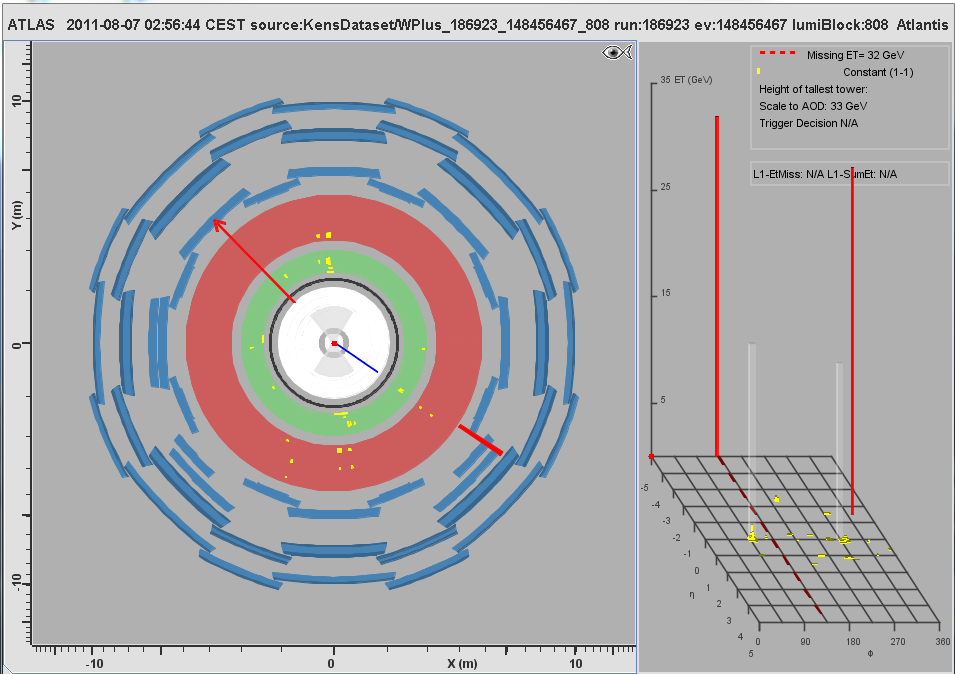 ATLAS 2011-08-07 02:56:44 CEST source:KensDataset/WPlus_186923_148456467_808 run:186923 ev:148456467 lumiBlock:808 Atlantis
Missing ET= 32 GeV
Constant (1-1)
Height of tallest tower:
Scale to AOD: 33 GeV
Trigger Decision N/A
L1-EtMiss: N/A L1-SumEt: N/A
35 ET (GeV)
25
15
5
-5
-4
-3
-2
-1
0
1
2
3
4
5
η
0
90
180
270
360
Φ
10
Y (m)
0
-10
-10
0
X (m)
10